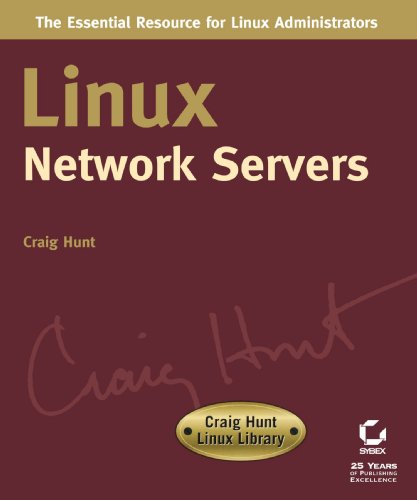 The Essential Resource for Linux Administrators
Linux
Network Servers
Craig Hunt
Craig Hunt
Craig Hunt
Linux Library
SYBEX
25 YEARS
OF PUBLISHING
EXCELLENCE